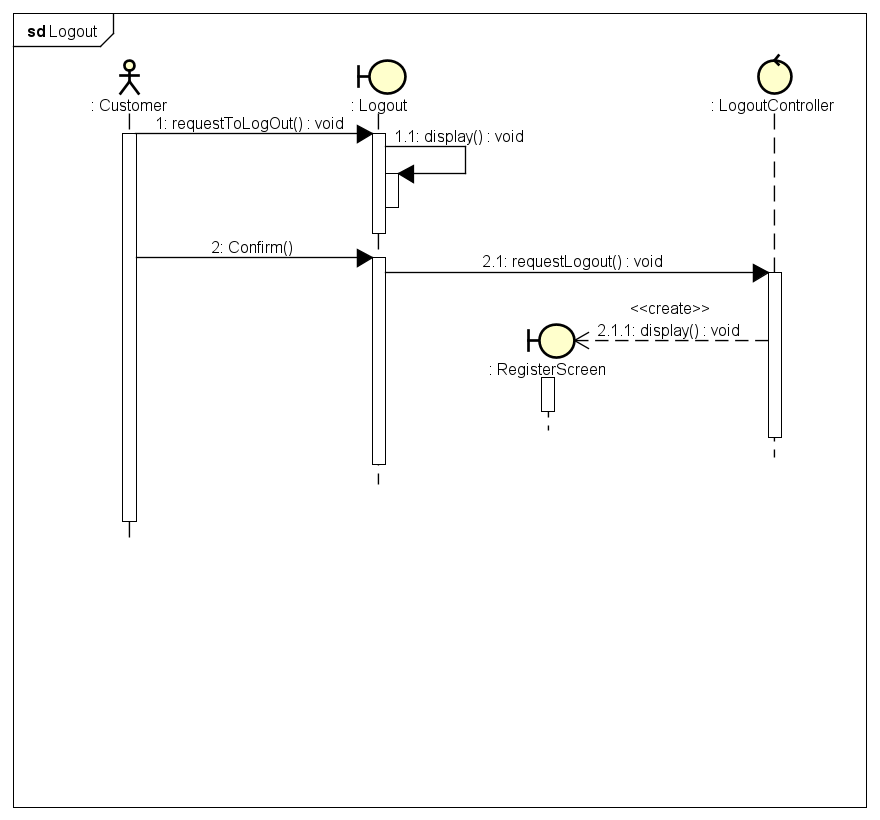 sd Logout
: Customer
: Logout
: LogoutController
1: requestToLogOut() : void
1.1: display() : void
2: Confirm()
2.1: requestLogout() : void
<<create>>
2.1.1: display() : void
: RegisterScreen